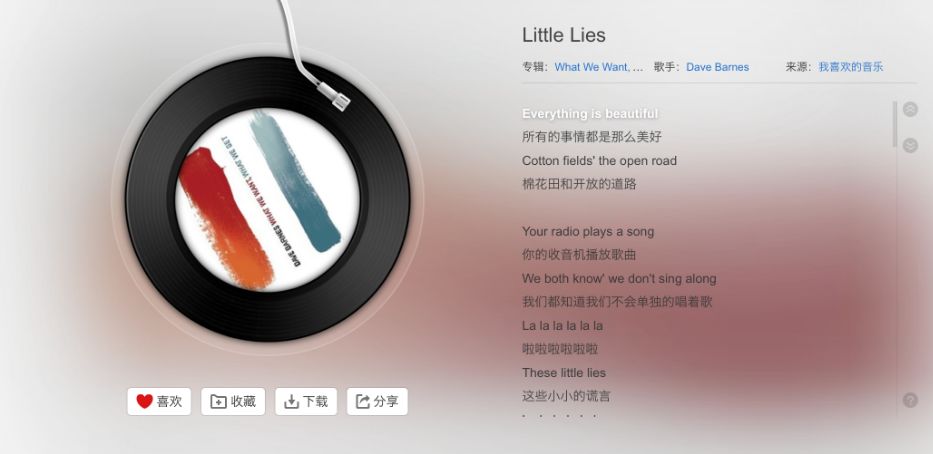 Little Lies
专辑： What We Want, ... 歌手： Dave Barnes 来源： 我喜欢的音乐
Everything is beautiful
所有的事情都是那么美好
Cotton fields' the open road
棉花田和开放的道路
Your radio plays a song
你的收音机播放歌曲
We both know' we don't sing along
我们都知道我们不会单独的唱着歌
La la la la la la
啦啦啦啦啦啦
These little lies
这些小小的谎言
DAVE BARNES WHAT WE WANT, WHAT WE GET
喜欢 收藏 下载 分享